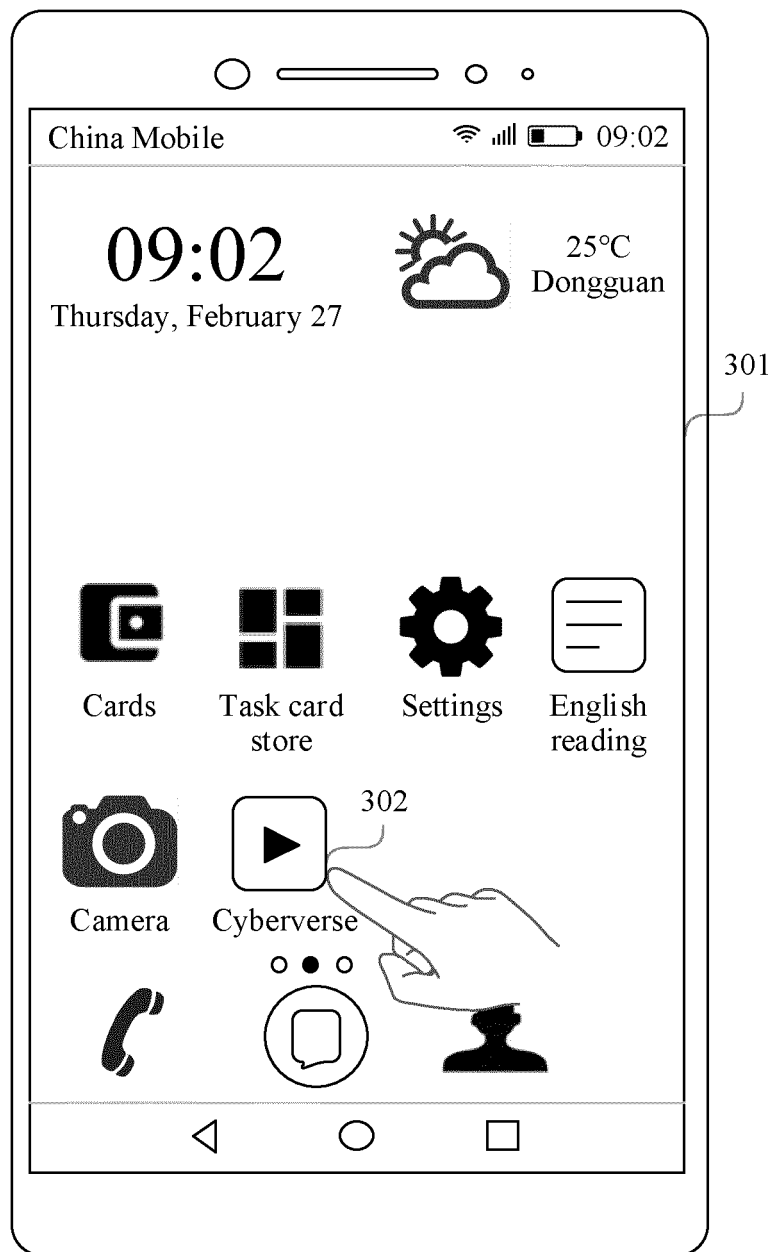 China Mobile 09:02
09:02
Thursday, February 27
25℃
Dongguan
301
Cards
Task card
store
Settings
English
reading
302
Camera
Cyberverse